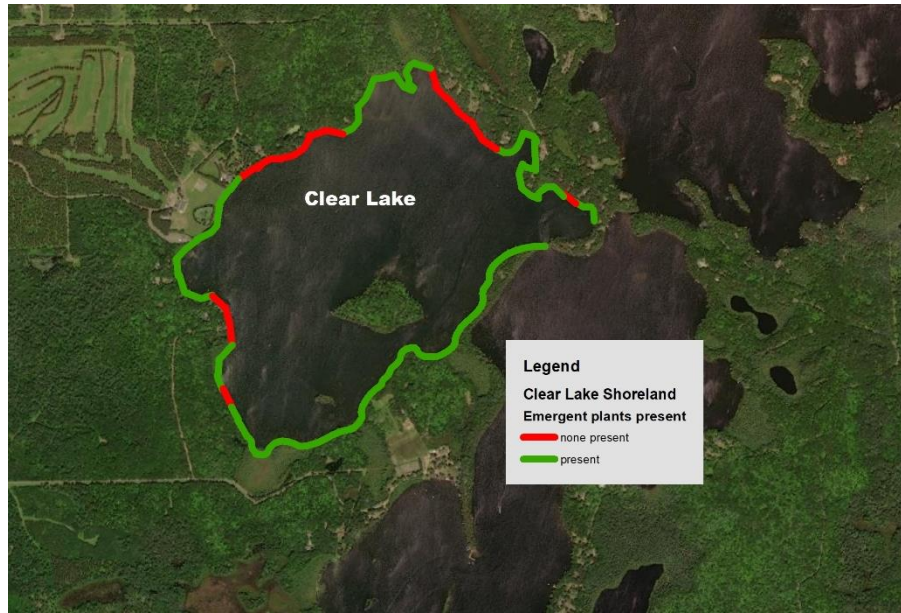 Clear Lake
Legend
Clear Lake Shoreland
Emergent plants present
none present
present